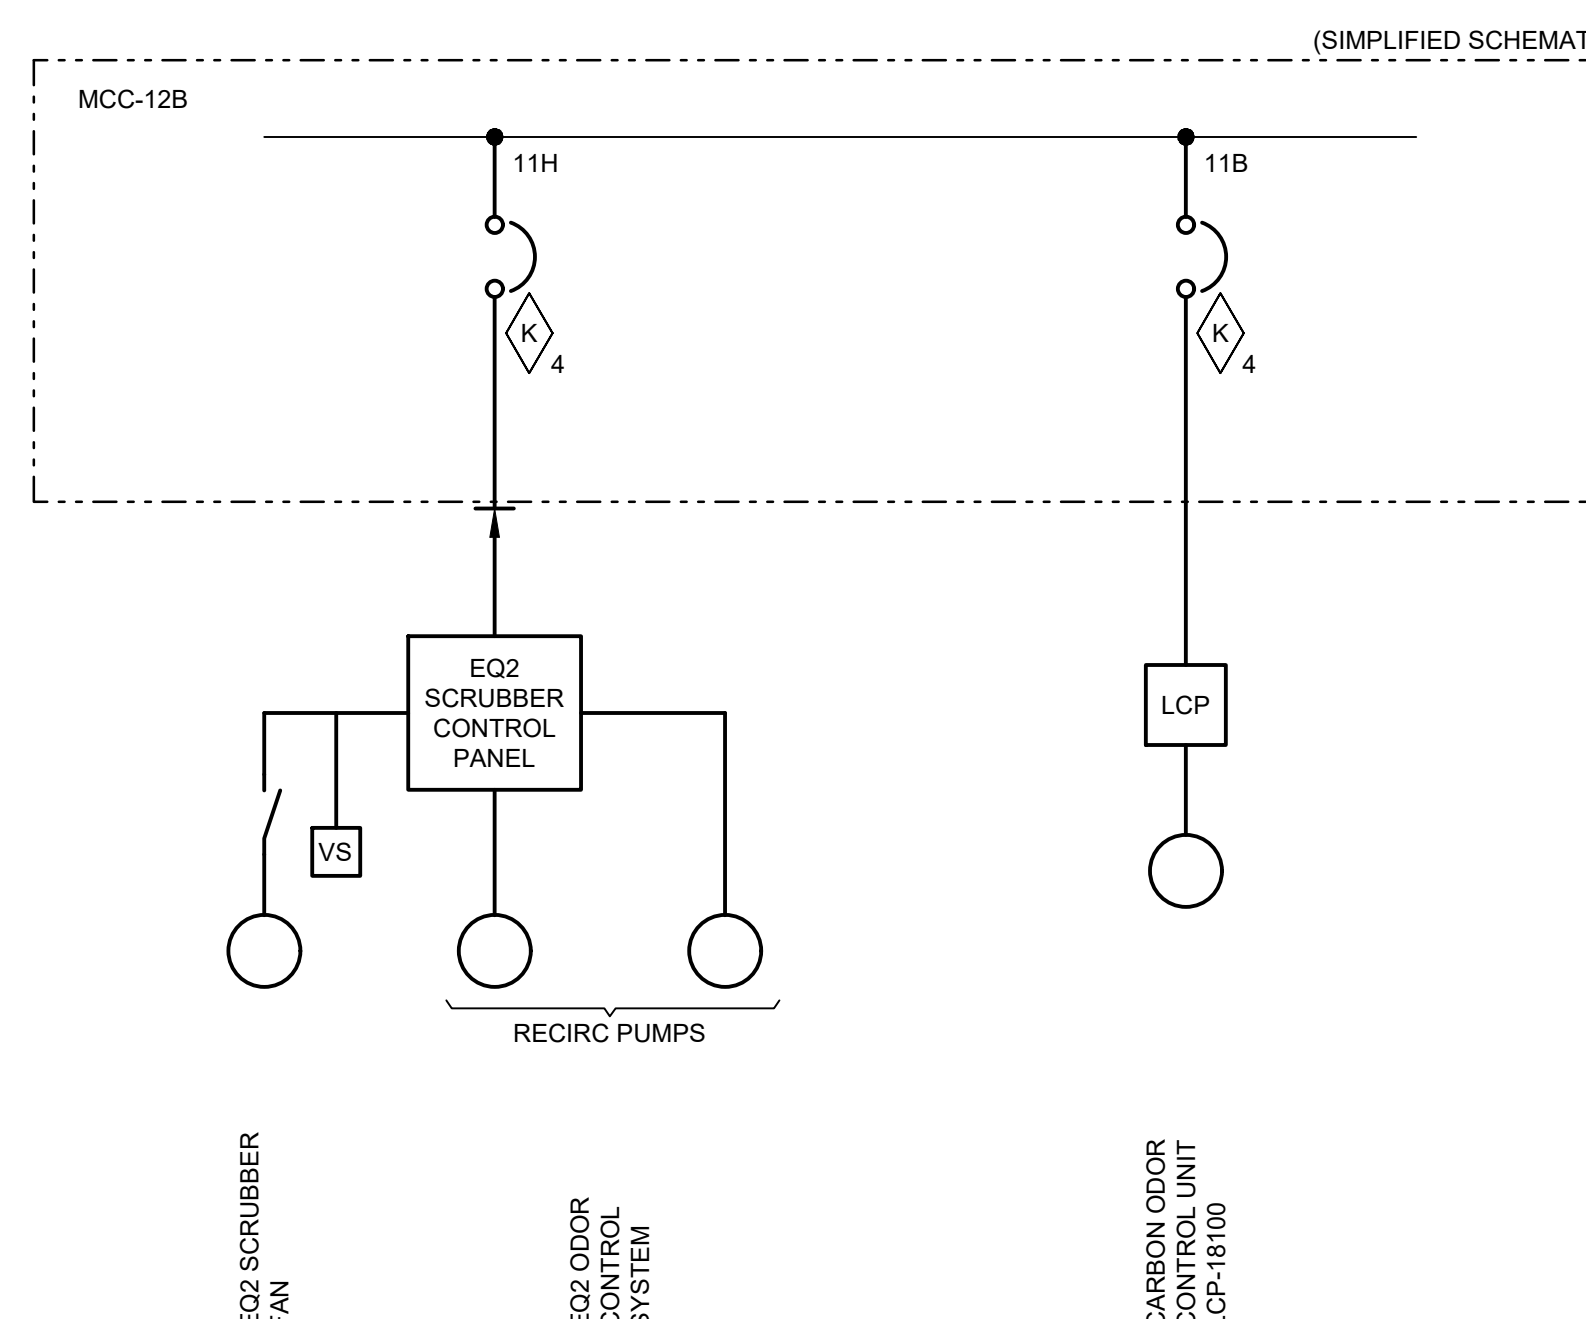 (SIMPLIFIED SCHEMAT
MCC-12B
11H
11B
K
4
K
4
EQ2
SCRUBBER
CONTROL
PANEL
LCP
VS
RECIRC PUMPS
EQ2 SCRUBBER
FAN
EQ2 ODOR
CONTROL
SYSTEM
CARBON ODOR
CONTROL UNIT
LCP-18100